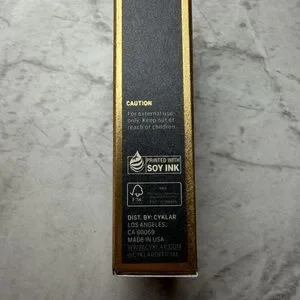 CAUTION
For external use
only. Keep out of
reach of children.
PRINTED WITH
SOY INK
FSC
DIST. BY: CYKLAR
LOS ANGELES,
CA 90069
MADE IN USA